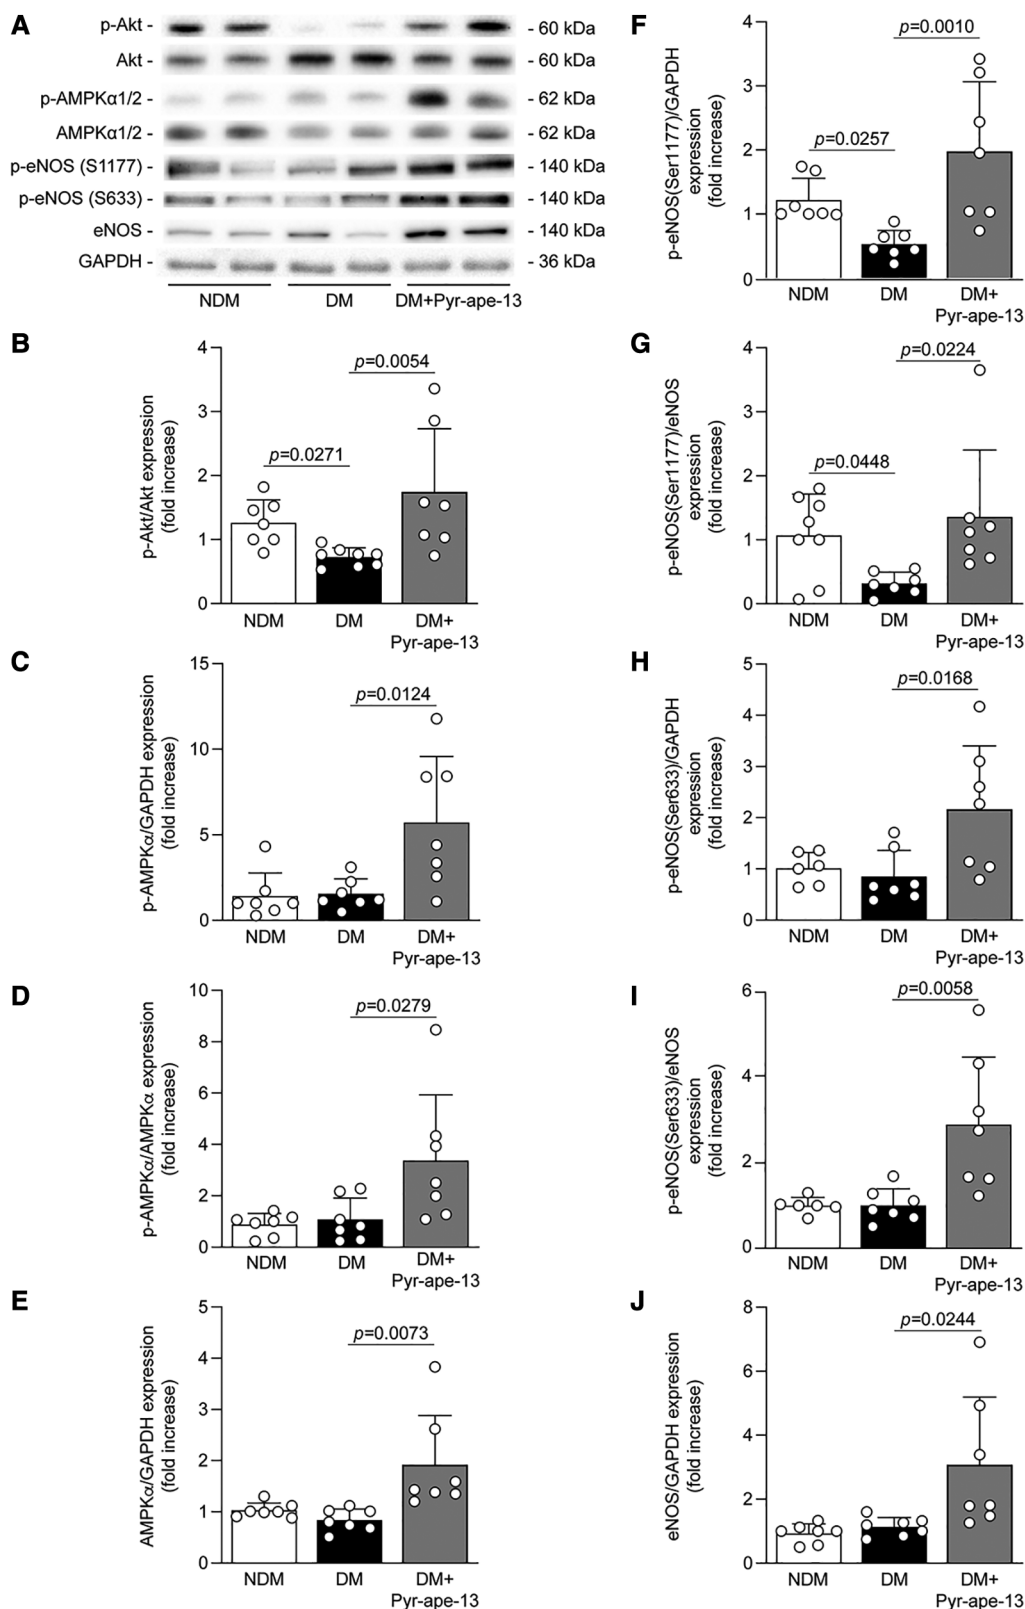 A
p-Akt - - 60 kDa
Akt - - 60 kDa
p-AMPKα1/2 - - 62 kDa
AMPKα1/2 - - 62 kDa
p-eNOS (S1177) - - 140 kDa
p-eNOS (S633) - - 140 kDa
eNOS - - 140 kDa
GAPDH - - 36 kDa
NDM DM DM+Pyr-ape-13
B
p-Akt/Akt expression
(fold increase)
4
3
2
1
0
p=0.0271
p=0.0054
NDM DM DM+
Pyr-ape-13
C
p-AMPKα/GAPDH expression
(fold increase)
15
10
5
0
p=0.0124
NDM DM DM+
Pyr-ape-13
D
p-AMPKα/AMPKα expression
(fold increase)
10
8
6
4
2
0
p=0.0279
NDM DM DM+
Pyr-ape-13
E
AMPKα/GAPDH expression
(fold increase)
5
4
3
2
1
0
p=0.0073
NDM DM DM+
Pyr-ape-13
F
p-eNOS(Ser1177)/GAPDH
expression
(fold increase)
4
3
2
1
0
p=0.0257
p=0.0010
NDM DM DM+
Pyr-ape-13
G
p-eNOS(Ser1177)/eNOS
expression
(fold increase)
4
3
2
1
0
p=0.0448
p=0.0224
NDM DM DM+
Pyr-ape-13
H
p-eNOS(Ser633)/GAPDH
expression
(fold increase)
5
4
3
2
1
0
p=0.0168
NDM DM DM+
Pyr-ape-13
I
p-eNOS(Ser633)/eNOS
expression
(fold increase)
6
4
2
0
p=0.0058
NDM DM DM+
Pyr-ape-13
J
eNOS/GAPDH expression
(fold increase)
8
6
4
2
0
p=0.0244
NDM DM DM+
Pyr-ape-13